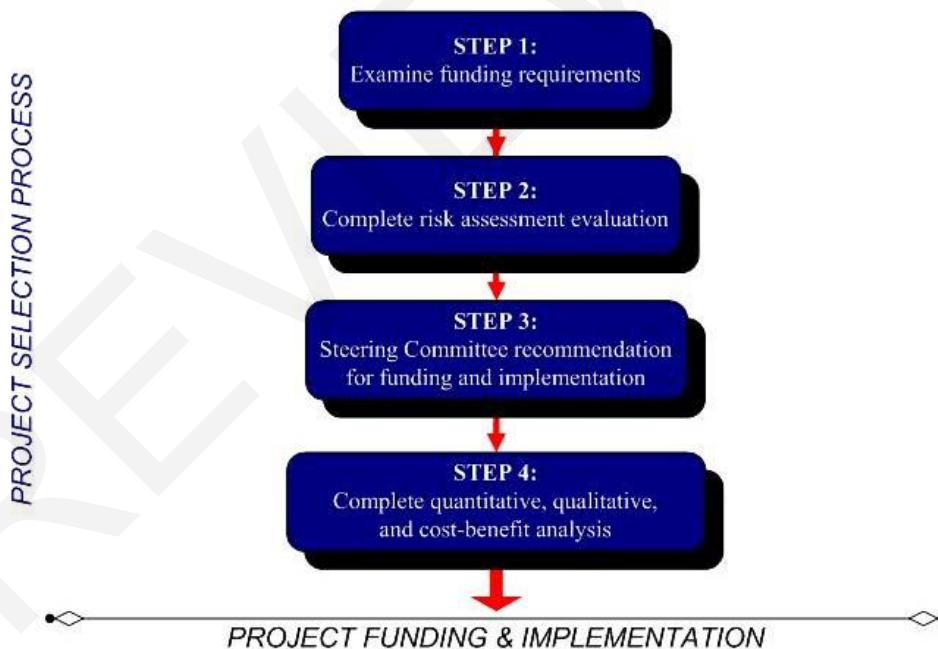 PROJECT SELECTION PROCESS
STEP 1:
Examine funding requirements
STEP 2:
Complete risk assessment evaluation
STEP 3:
Steering Committee recommendation
for funding and implementation
STEP 4:
Complete quantitative, qualitative,
and cost-benefit analysis
PROJECT FUNDING & IMPLEMENTATION